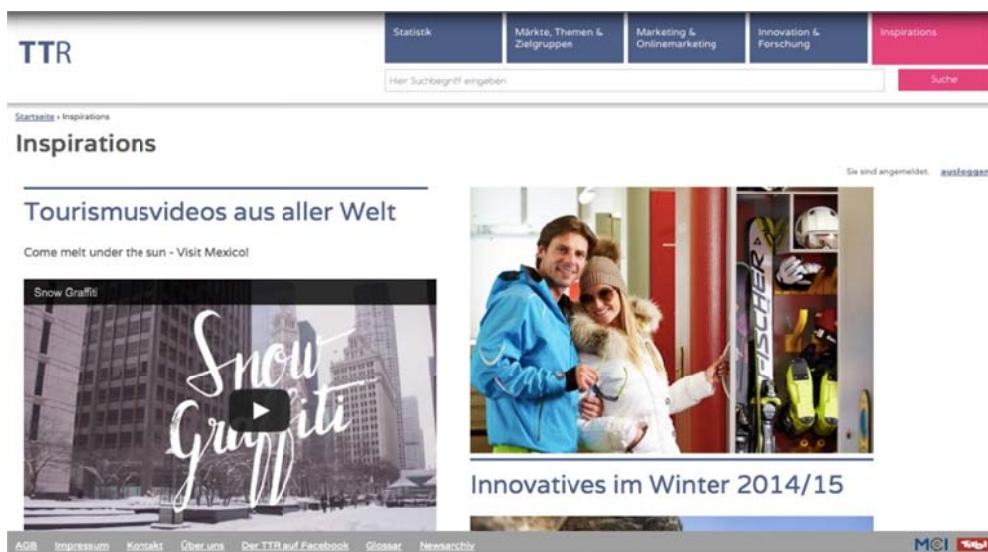 TTR
Statistik
Märkte, Themen &
Zielgruppen
Marketing &
Onlinemarketing
Innovation &
Forschung
Inspirations
Hier Suchbegriff eingeben
Suche
Startseite › Inspirations
Inspirations
Sie sind angemeldet. ausloggen
Tourismusvideos aus aller Welt
Come melt under the sun - Visit Mexico!
Snow Graffiti
Snow
Graffiti
FISCHER
Innovatives im Winter 2014/15
AGB Impressum Kontakt Über uns Der TTR auf Facebook Glossar Newsarchiv
MCI Tirol